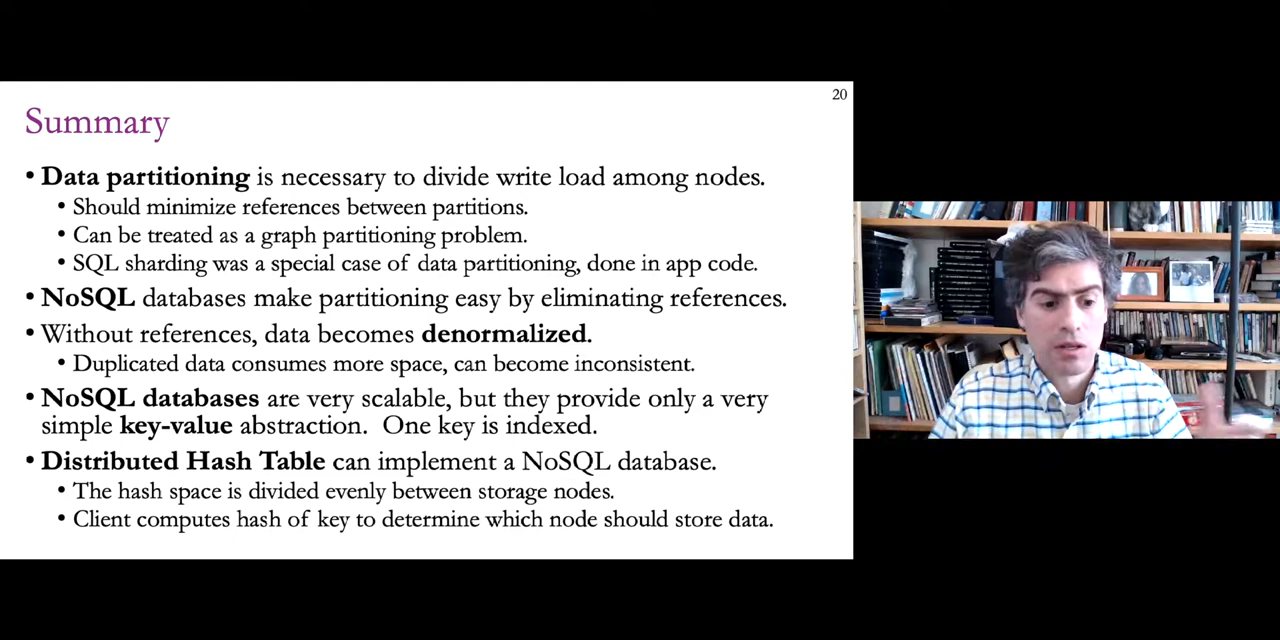 20
Summary
• Data partitioning is necessary to divide write load among nodes.
• Should minimize references between partitions.
• Can be treated as a graph partitioning problem.
• SQL sharding was a special case of data partitioning, done in app code.
• NoSQL databases make partitioning easy by eliminating references.
• Without references, data becomes denormalized.
• Duplicated data consumes more space, can become inconsistent.
• NoSQL databases are very scalable, but they provide only a very
simple key-value abstraction. One key is indexed.
• Distributed Hash Table can implement a NoSQL database.
• The hash space is divided evenly between storage nodes.
• Client computes hash of key to determine which node should store data.